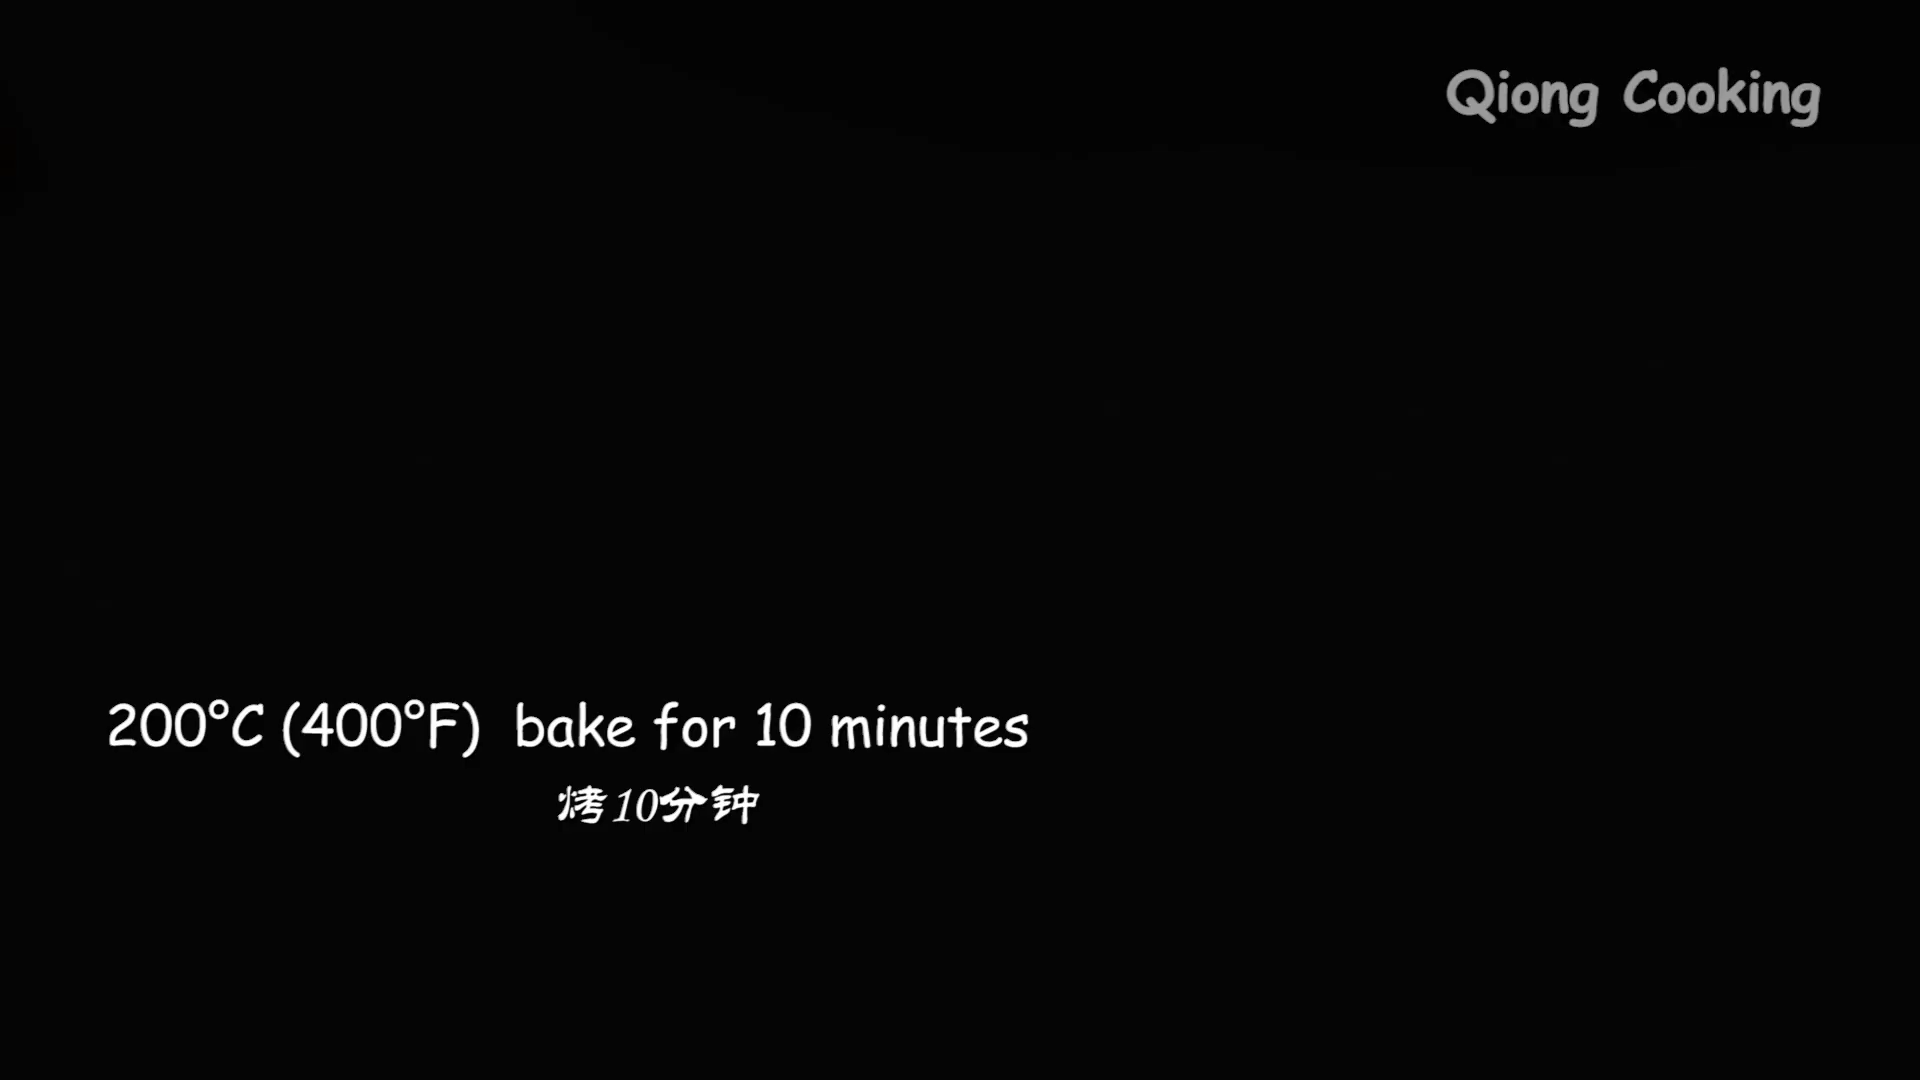 Qiong Cooking
200°C (400°F) bake for 10 minutes
烤10分钟